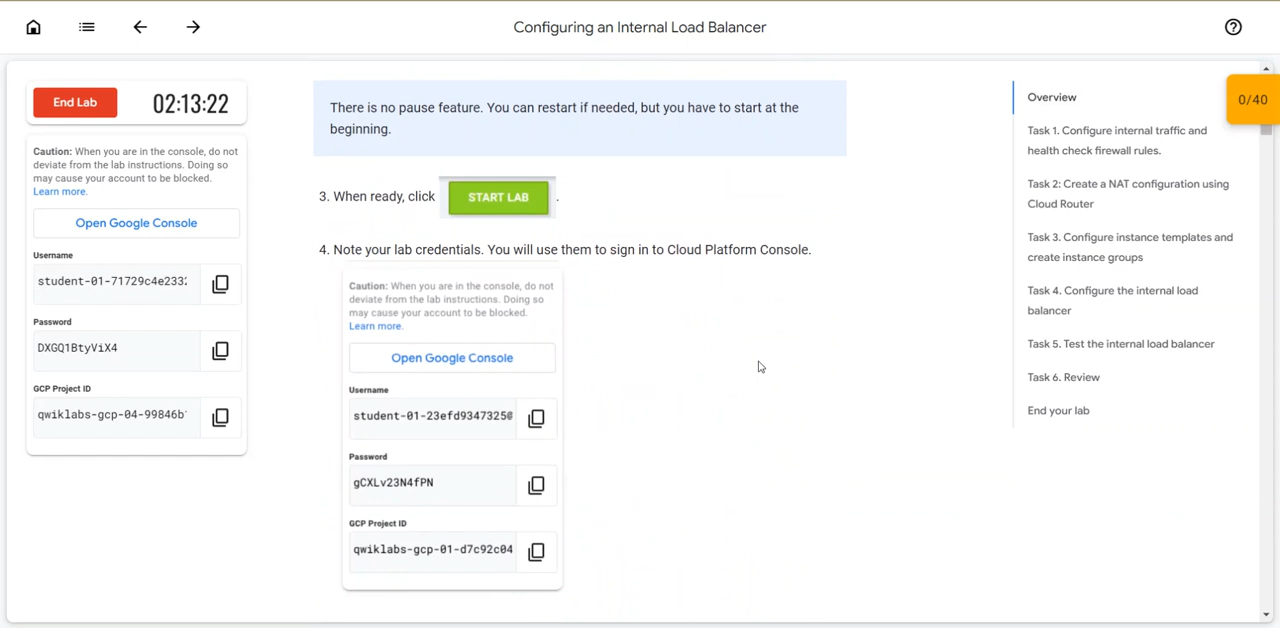 Configuring an Internal Load Balancer
End Lab
02:13:22
Caution: When you are in the console, do not
deviate from the lab instructions. Doing so
may cause your account to be blocked.
Learn more.
Open Google Console
Username
student-01-71729c4e233
Password
DXGQ1BtyViX4
GCP Project ID
qwiklabs-gcp-04-99846b
There is no pause feature. You can restart if needed, but you have to start at the
beginning.
3. When ready, click START LAB .
4. Note your lab credentials. You will use them to sign in to Cloud Platform Console.
Caution: When you are in the console, do not
deviate from the lab instructions. Doing so
may cause your account to be blocked.
Learn more.
Open Google Console
Username
student-01-23efd9347325@
Password
gCXLv23N4fPN
GCP Project ID
qwiklabs-gcp-01-d7c92c04
Overview
Task 1. Configure internal traffic and
health check firewall rules.
Task 2: Create a NAT configuration using
Cloud Router
Task 3. Configure instance templates and
create instance groups
Task 4. Configure the internal load
balancer
Task 5. Test the internal load balancer
Task 6. Review
End your lab
0/40